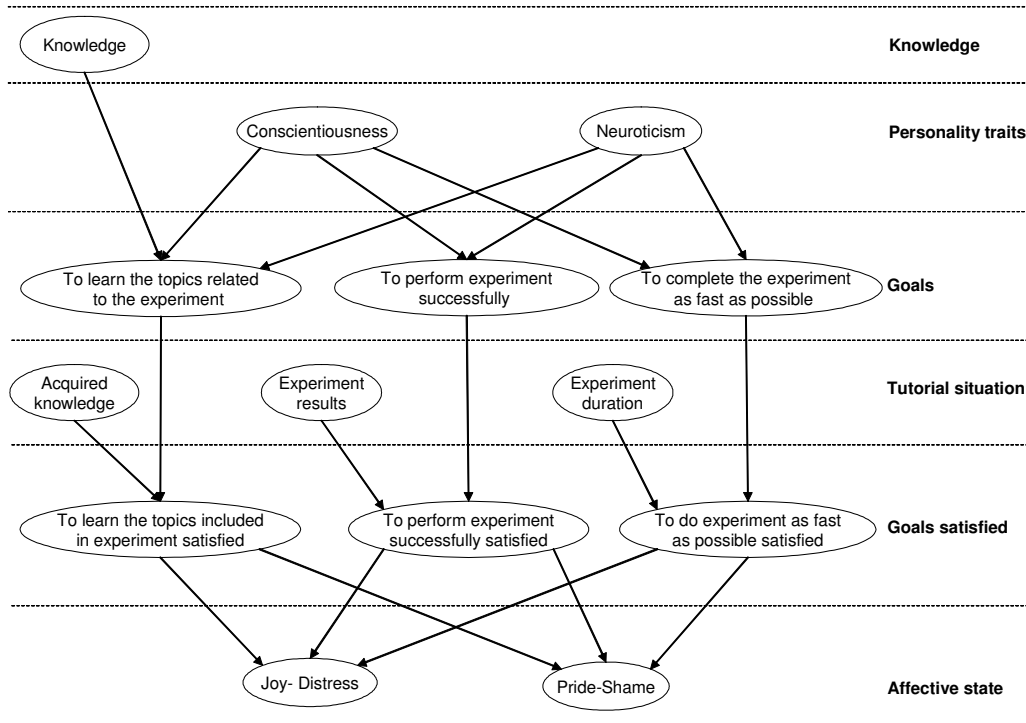 Knowledge
Knowledge
Conscientiousness
Neuroticism
Personality traits
To learn the topics related
to the experiment
To perform experiment
successfully
To complete the experiment
as fast as possible
Goals
Acquired
knowledge
Experiment
results
Experiment
duration
Tutorial situation
To learn the topics included
in experiment satisfied
To perform experiment
successfully satisfied
To do experiment as fast
as possible satisfied
Goals satisfied
Joy- Distress
Pride-Shame
Affective state